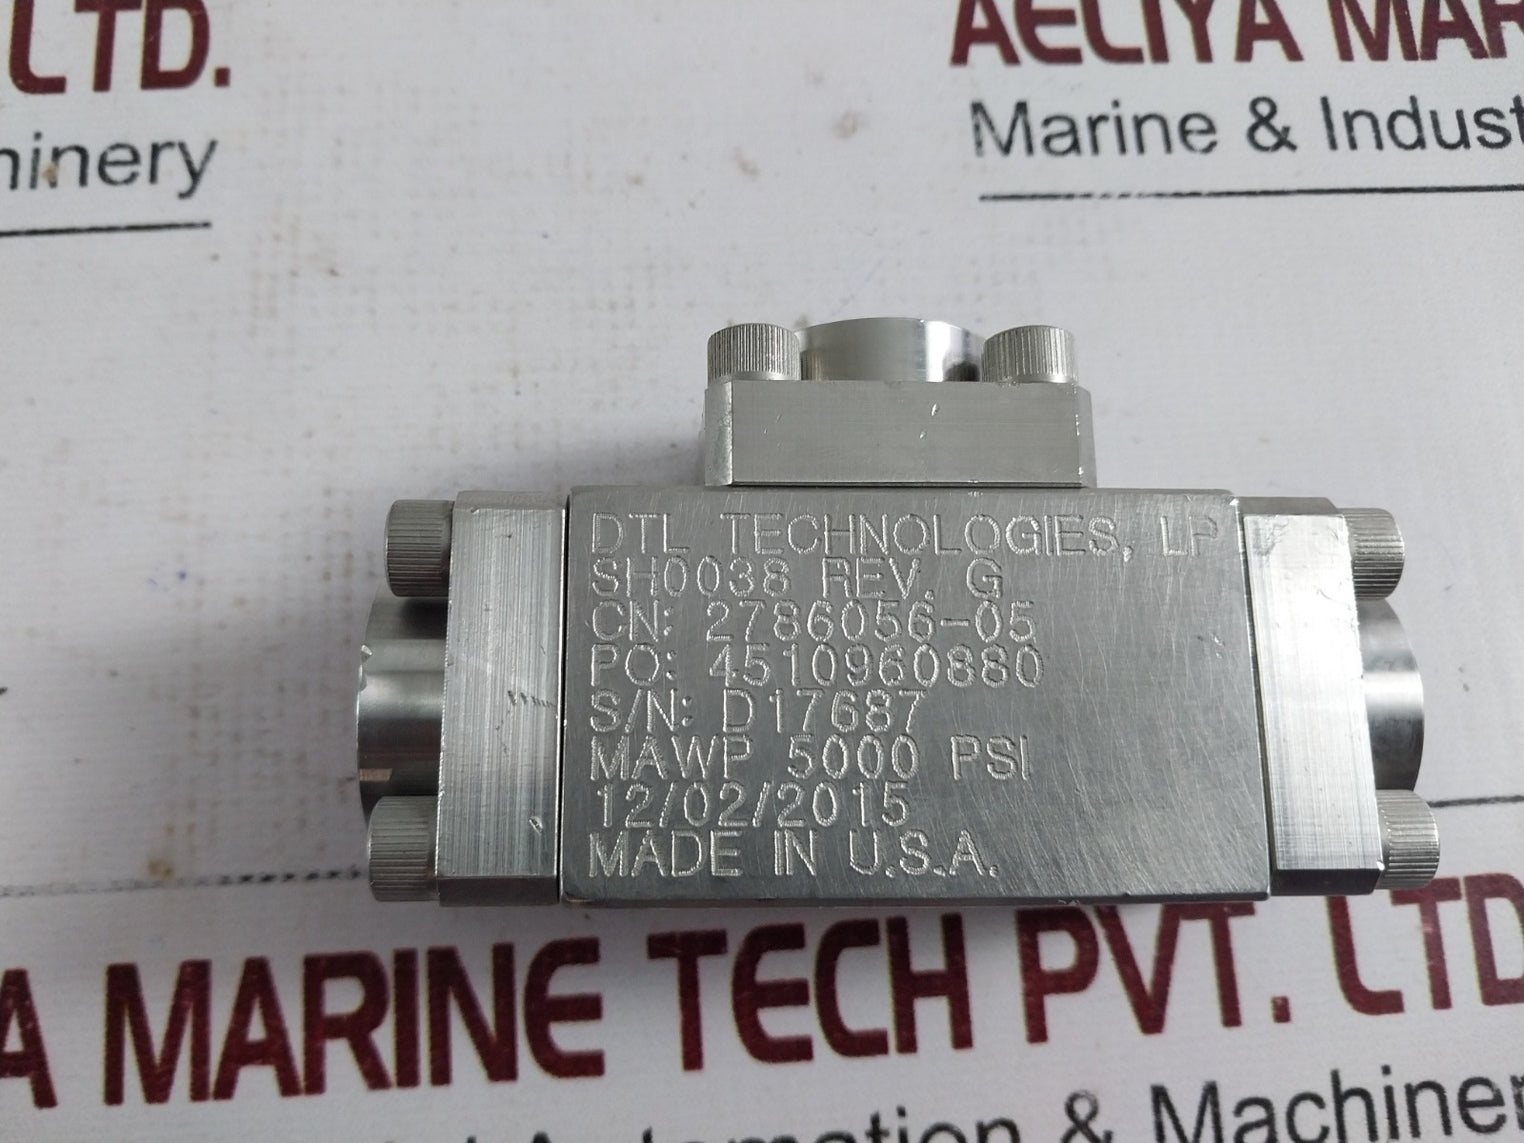 LTD.
AELIYA MAR
hinery
Marine & Indust
DTL TECHNOLOGIES, LP
SH0038 REV. G
CN: 2786056-05
PO: 4510960880
S/N: D17687
MAWP 5000 PSI
12/02/2015
MADE IN U.S.A.
A MARINE TECH PVT. LTD
Automation & Machiner